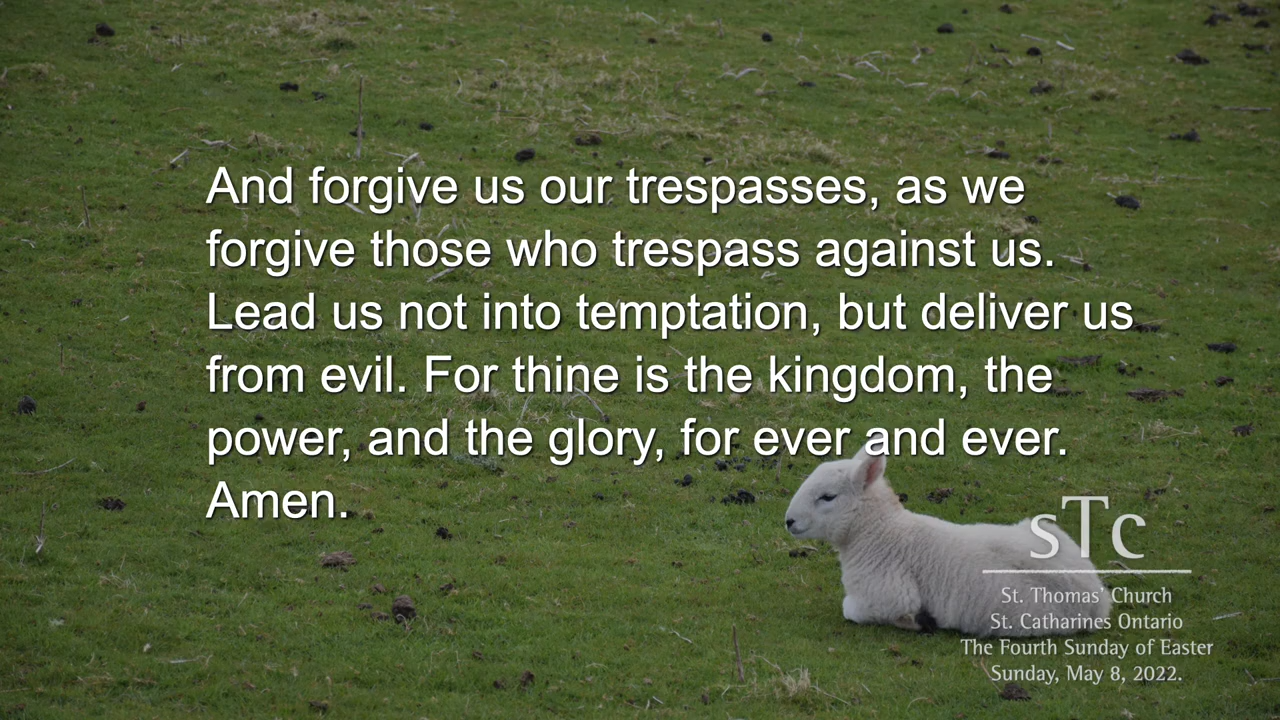 And forgive us our trespasses, as we
forgive those who trespass against us.
Lead us not into temptation, but deliver us
from evil. For thine is the kingdom, the
power, and the glory, for ever and ever.
Amen.
sTc
St. Thomas' Church
St. Catharines Ontario
The Fourth Sunday of Easter
Sunday, May 8, 2022.